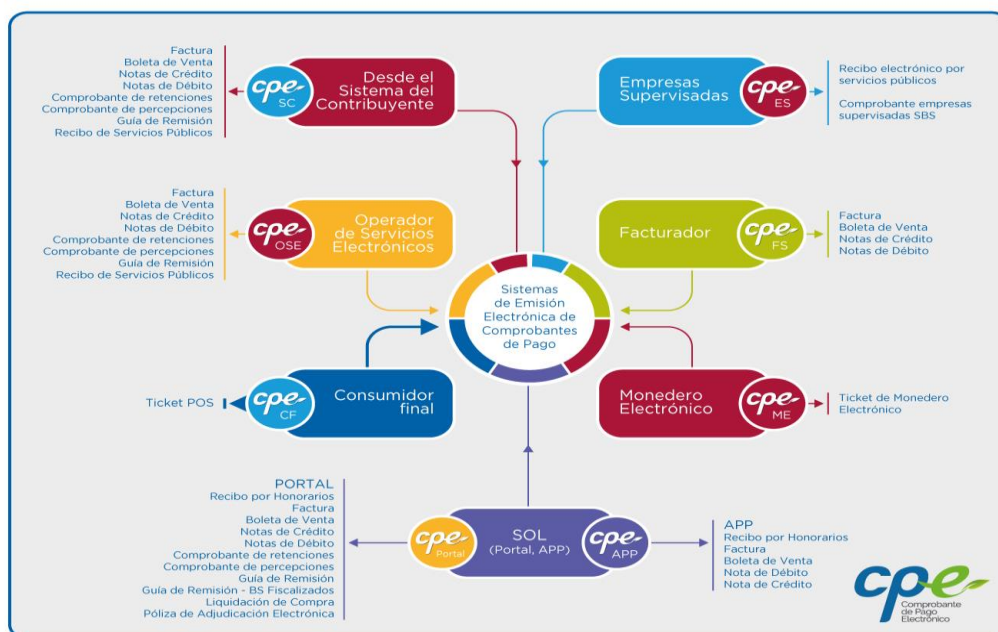 Factura
Boleta de Venta
Notas de Crédito
Notas de Débito
Comprobante de retenciones
Comprobante de percepciones
Guía de Remisión
Recibo de Servicios Públicos
cpe
SC
Desde el
Sistema del
Contribuyente
Empresas
Supervisadas
cpe
ES
Recibo electrónico por
servicios públicos
Comprobante empresas
supervisadas SBS
Factura
Boleta de Venta
Notas de Crédito
Notas de Débito
Comprobante de retenciones
Comprobante de percepciones
Guía de Remisión
Recibo de Servicios Públicos
cpe
OSE
Operador
de Servicios
Electrónicos
Facturador
cpe
FS
Factura
Boleta de Venta
Notas de Crédito
Notas de Débito
Sistemas
de Emisión
Electrónica de
Comprobantes
de Pago
Ticket POS
cpe
CF
Consumidor
final
Monedero
Electrónico
cpe
ME
Ticket de Monedero
Electrónico
PORTAL
Recibo por Honorarios
Factura
Boleta de Venta
Notas de Crédito
Notas de Débito
Comprobante de retenciones
Comprobante de percepciones
Guía de Remisión
Guía de Remisión - BS Fiscalizados
Liquidación de Compra
Póliza de Adjudicación Electrónica
cpe
Portal
SOL
(Portal, APP)
cpe
APP
APP
Recibo por Honorarios
Factura
Boleta de Venta
Nota de Débito
Nota de Crédito
cpe
Comprobante
de Pago
Electrónico